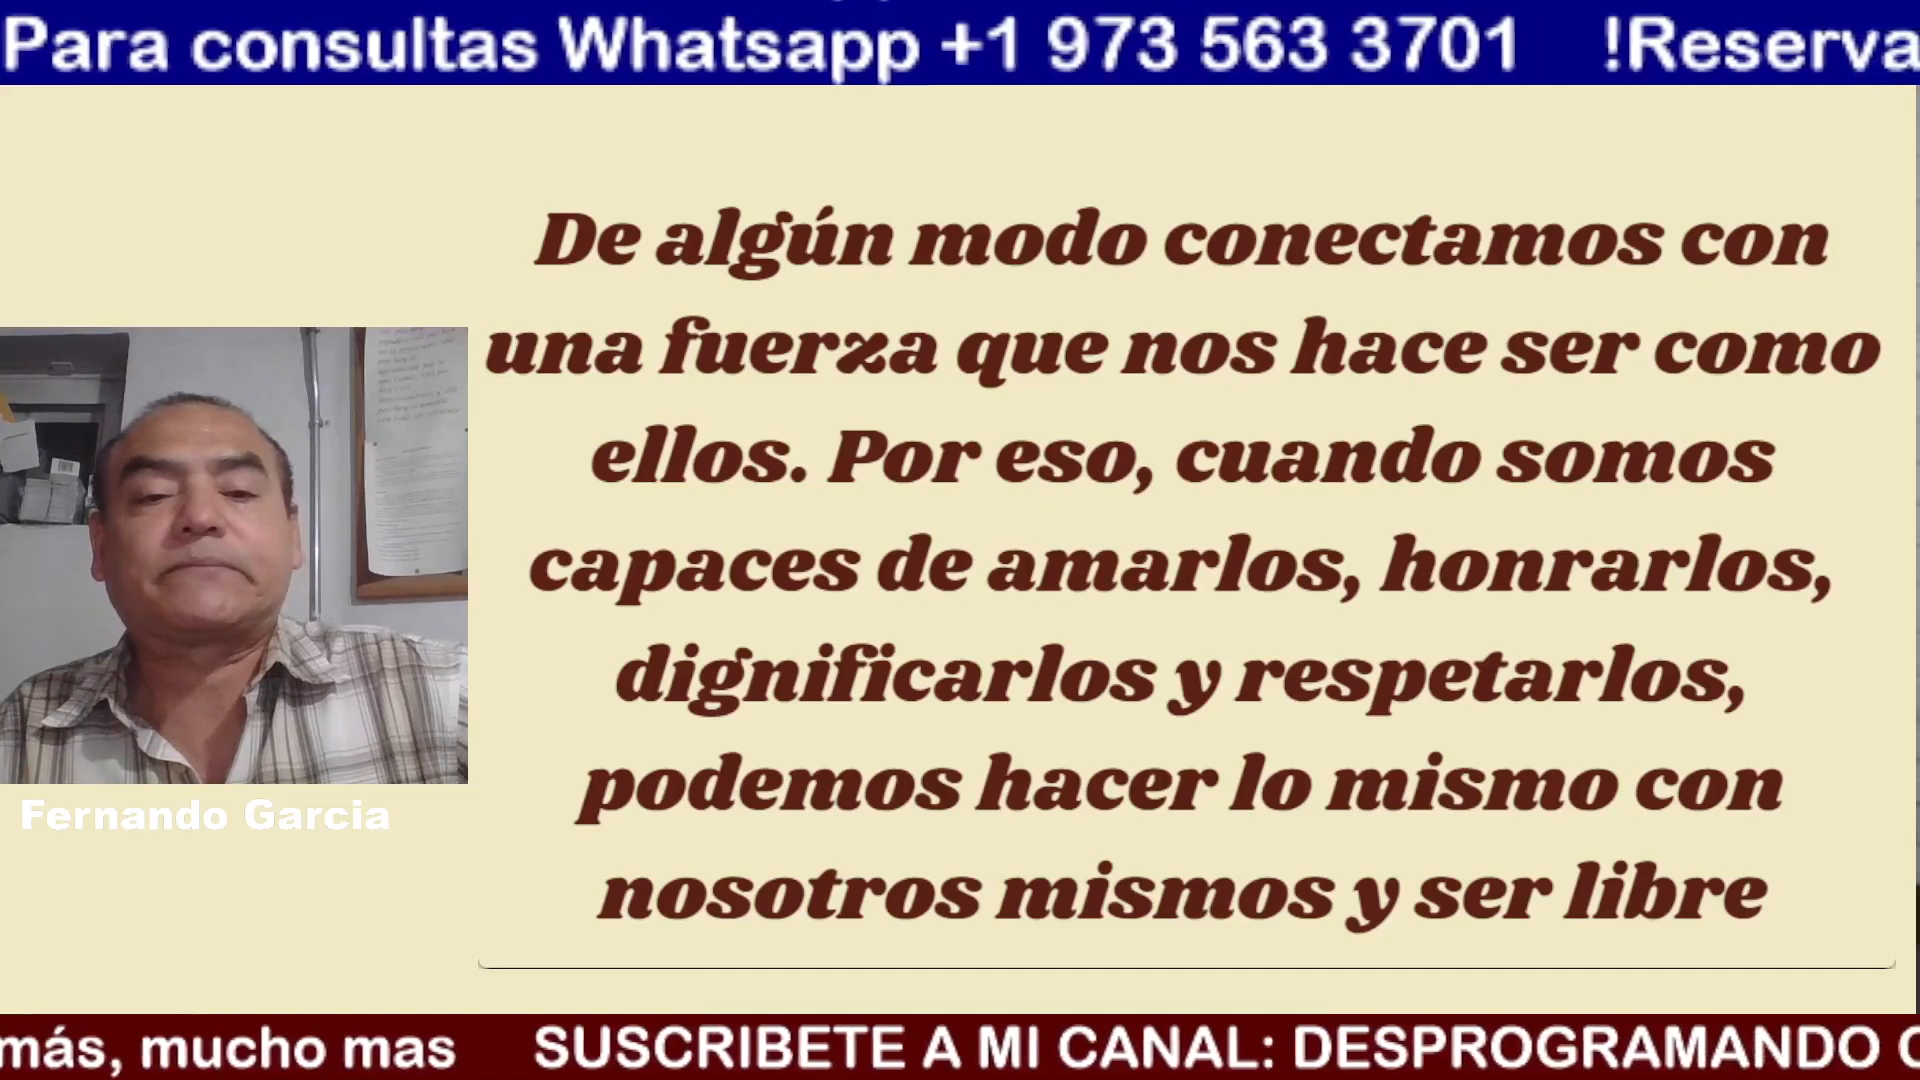 Para consultas Whatsapp +1 973 563 3701 !Reserva
De algún modo conectamos con
una fuerza que nos hace ser como
ellos. Por eso, cuando somos
capaces de amarlos, honrarlos,
dignificarlos y respetarlos,
podemos hacer lo mismo con
nosotros mismos y ser libre
Fernando Garcia
más, mucho mas SUSCRIBETE A MI CANAL: DESPROGRAMANDO